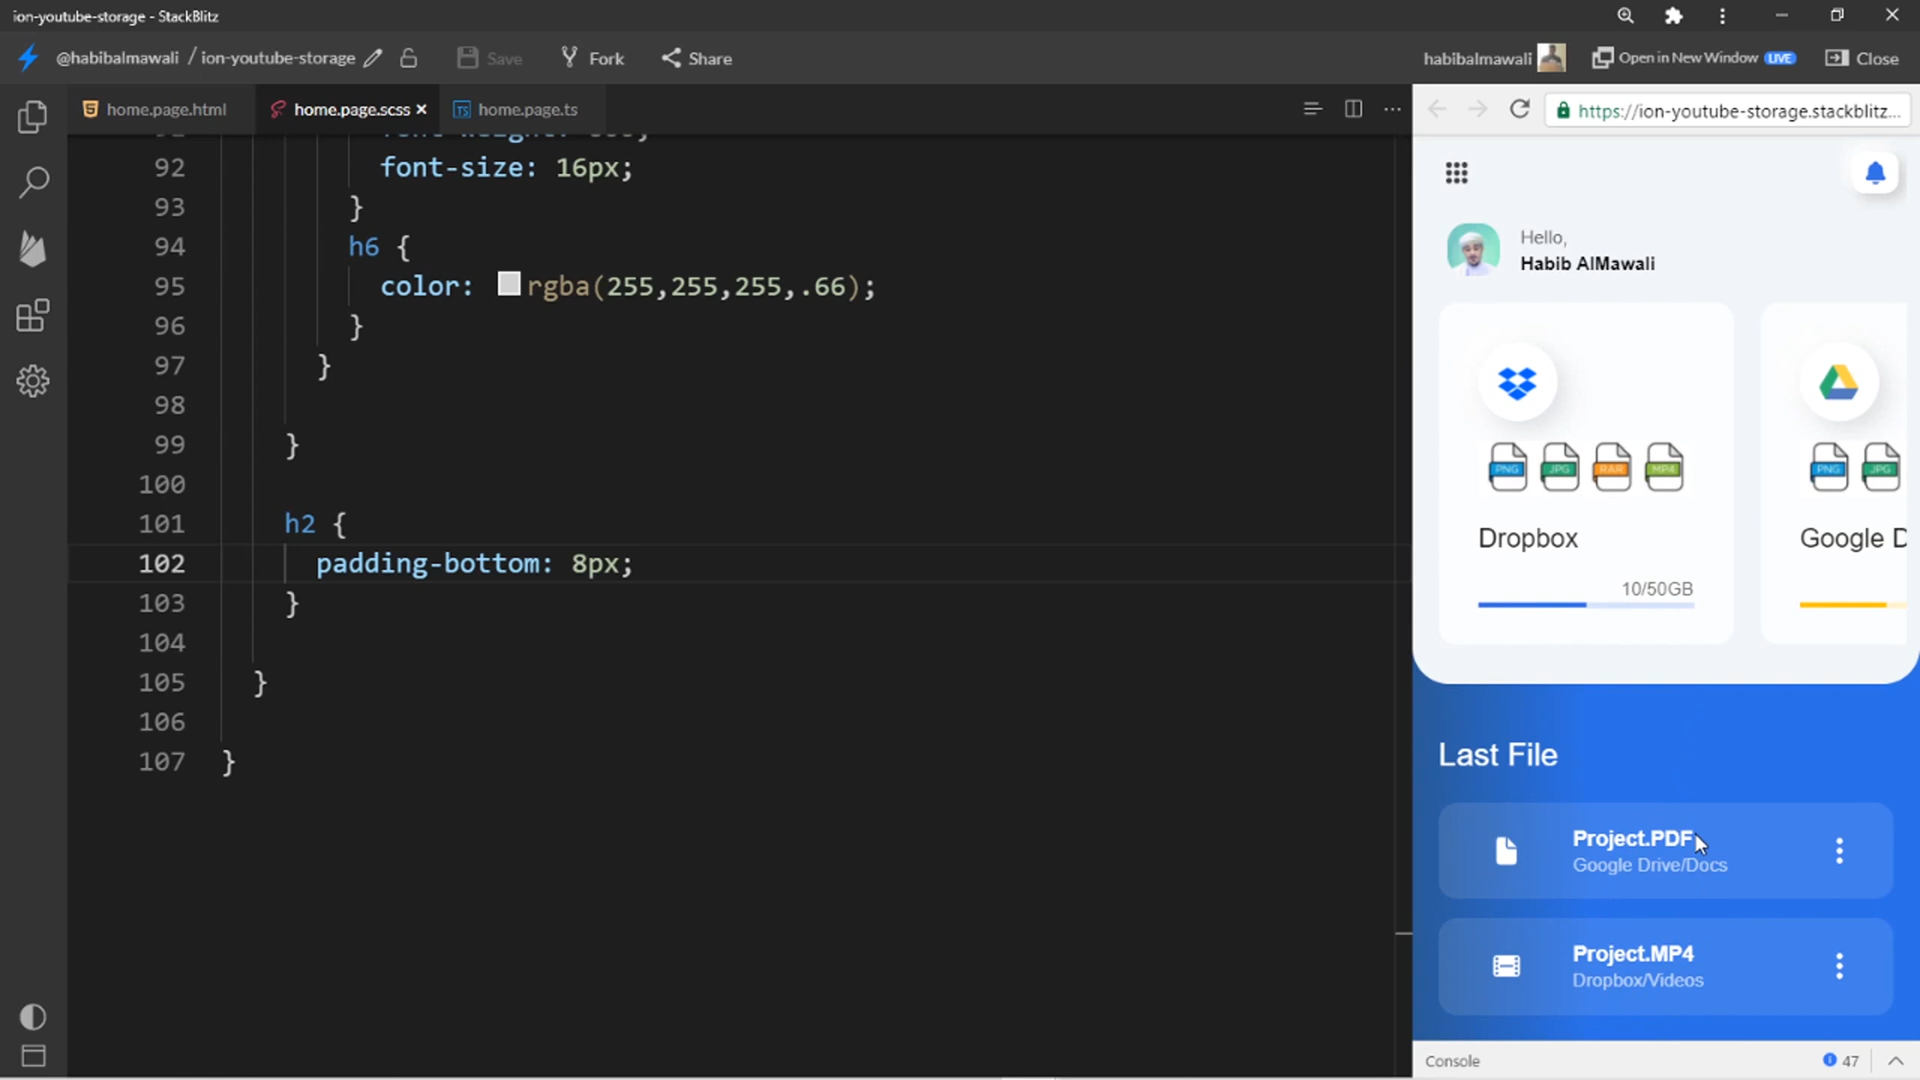 ion-youtube-storage - StackBlitz
@habibalmawali / ion-youtube-storage Save Fork Share habibalmawali Open in New Window LIVE Close
home.page.html home.page.scss × home.page.ts https://ion-youtube-storage.stackblitz...
92 font-size: 16px;
93 }
94 h6 {
95 color: rgba(255,255,255,.66);
96 }
97 }
98
99 }
100
101 h2 {
102 padding-bottom: 8px;
103 }
104
105 }
106
107 }
Hello,
Habib AlMawali
PNG JPG RAR MP4 PNG JPG
Dropbox Google D
10/50GB
Last File
Project.PDF
Google Drive/Docs
Project.MP4
Dropbox/Videos
Console 47